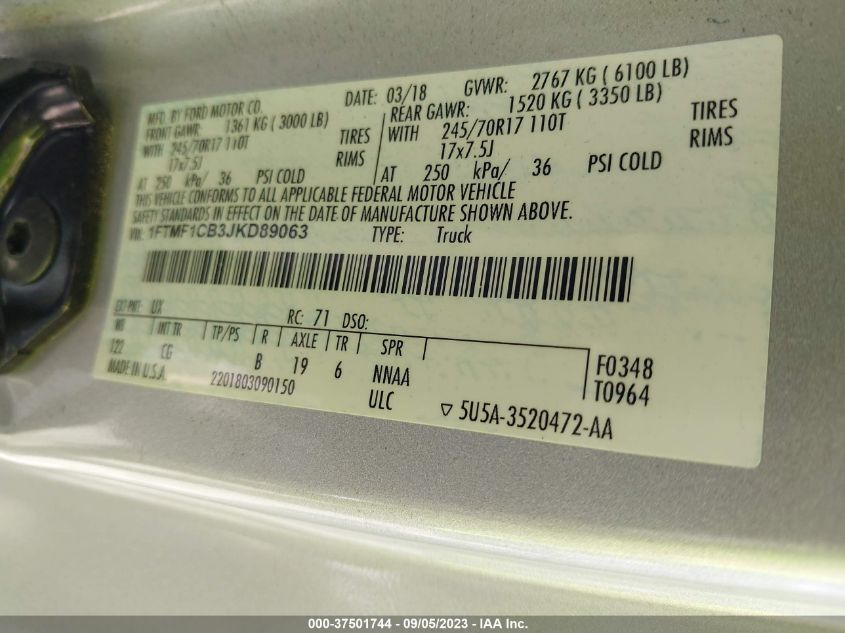 MFD. BY FORD MOTOR CO. DATE: 03/18 GVWR: 2767 KG ( 6100 LB)
FRONT GAWR: 1361 KG ( 3000 LB) REAR GAWR: 1520 KG ( 3350 LB)
WITH 245/70R17 110T TIRES WITH 245/70R17 110T TIRES
17x7.5J RIMS 17x7.5J RIMS
AT 250 kPa/ 36 PSI COLD AT 250 kPa/ 36 PSI COLD
THIS VEHICLE CONFORMS TO ALL APPLICABLE FEDERAL MOTOR VEHICLE
SAFETY STANDARDS IN EFFECT ON THE DATE OF MANUFACTURE SHOWN ABOVE.
VIN: 1FTMF1CB3JKD89063 TYPE: Truck
EXT PNT: UX RC: 71 DSO:
WB INT TR TP/PS R AXLE TR SPR
122 CG B 19 6 NNAA F0348
MADE IN U.S.A. 2201803090150 ULC T0964
▽ 5U5A-3520472-AA
000-37501744 - 09/05/2023 - IAA Inc.